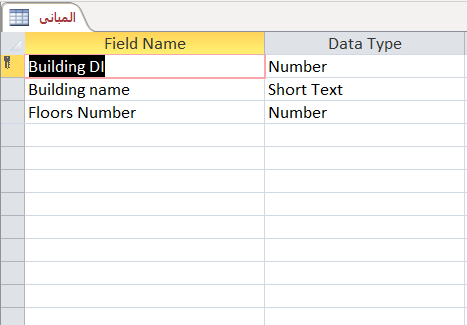 المبانى
Field Name Data Type
Building DI Number
Building name Short Text
Floors Number Number